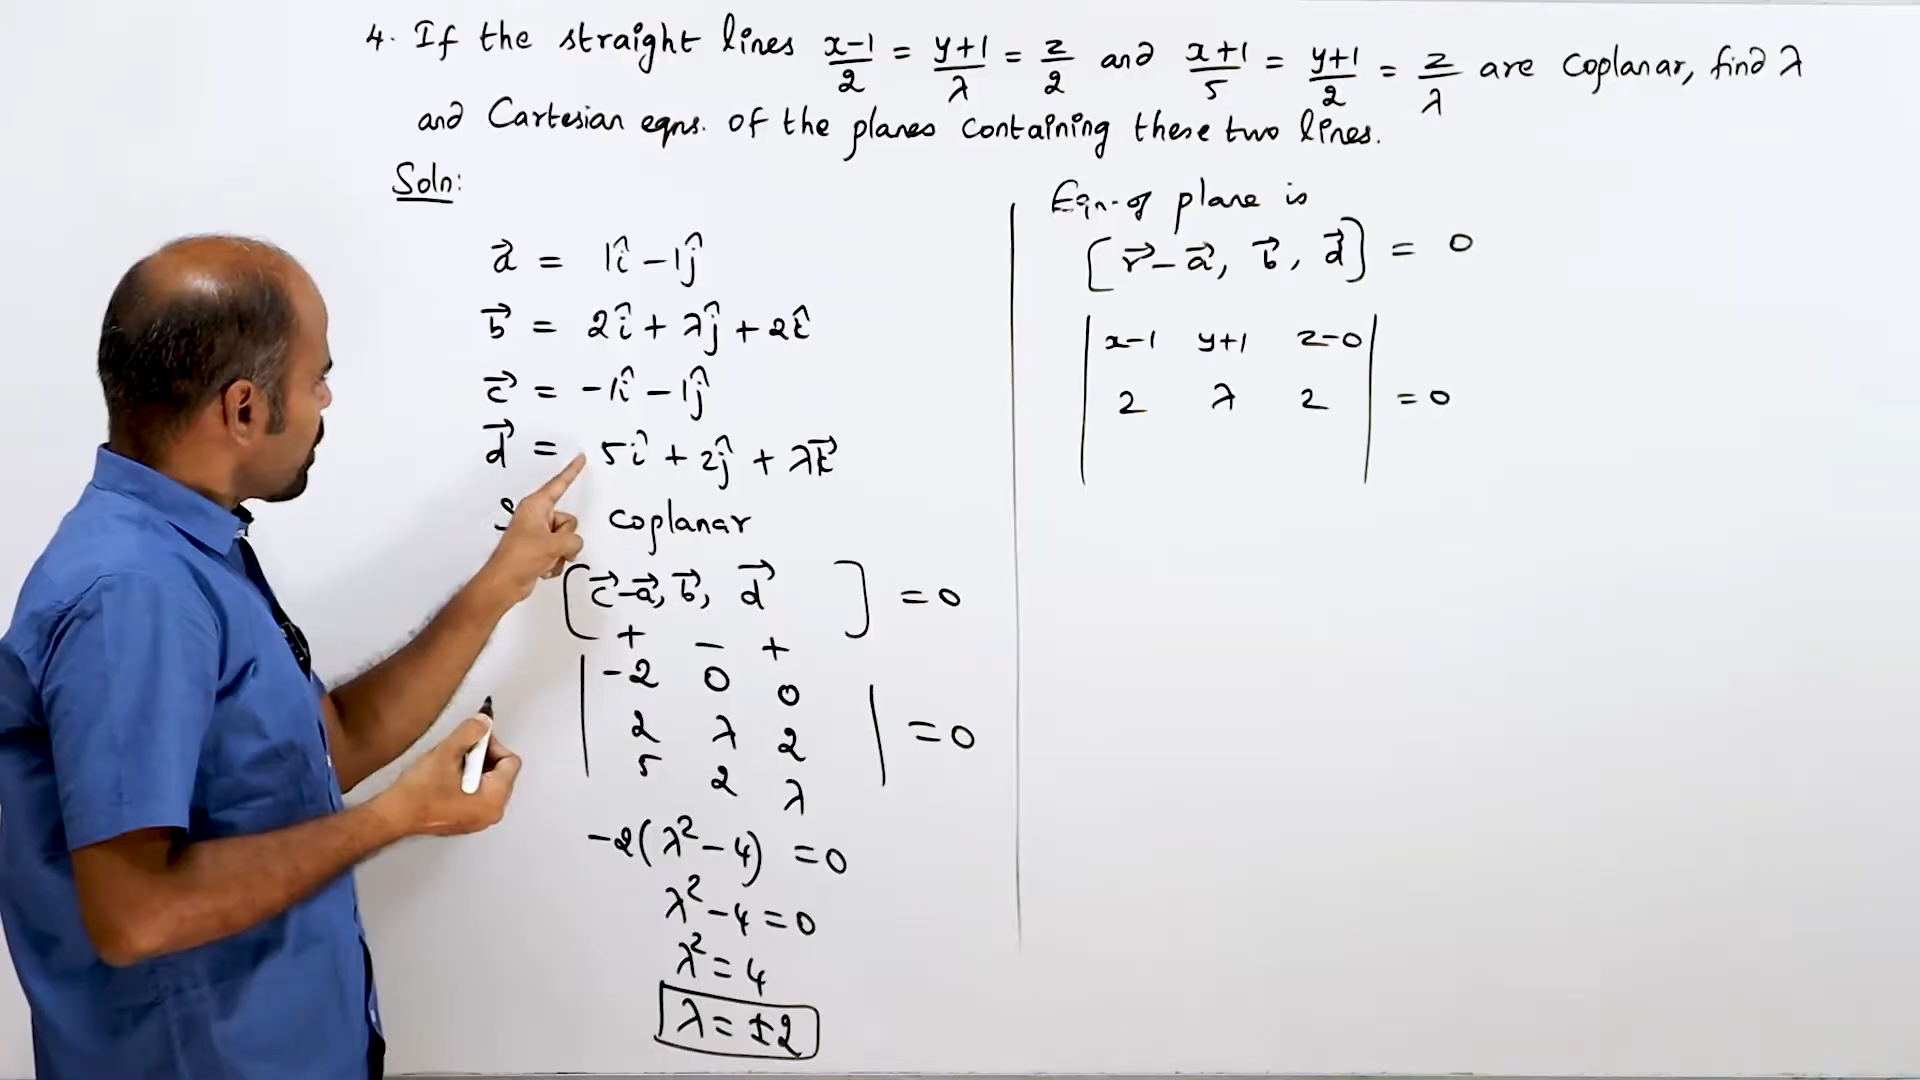 4. If the straight lines (x-1)/2 = (y+1)/λ = z/2 and (x+1)/5 = (y+1)/2 = z/λ are coplanar, find λ
and Cartesian eqns. of the planes containing these two lines.
Soln:
a⃗ = 1î - 1ĵ
b⃗ = 2î + λĵ + 2k̂
c⃗ = -1î - 1ĵ
d⃗ = 5î + 2ĵ + λk⃗
coplanar
[c⃗-a⃗, b⃗, d⃗] = 0
+ - +
| -2 0 0 |
| 2 λ 2 | = 0
| 5 2 λ |
-2(λ² - 4) = 0
λ² - 4 = 0
λ² = 4
λ = ±2
Eqn. of plane is
[r⃗ - a⃗, b⃗, d⃗] = 0
| x-1 y+1 z-0 |
| 2 λ 2 | = 0